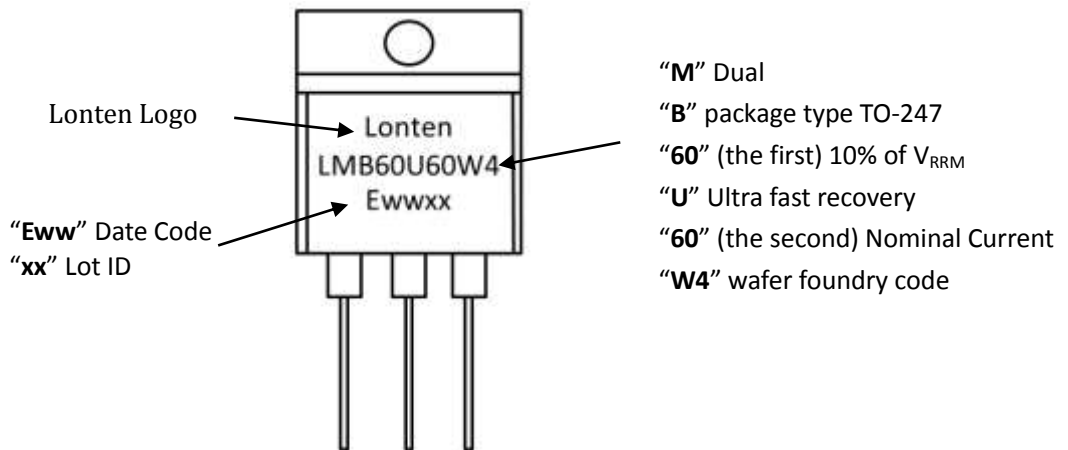 Lonten Logo
Lonten
LMB60U60W4
Ewwxx
“Eww” Date Code
“xx” Lot ID
“M” Dual
“B” package type TO-247
“60” (the first) 10% of VRRM
“U” Ultra fast recovery
“60” (the second) Nominal Current
“W4” wafer foundry code